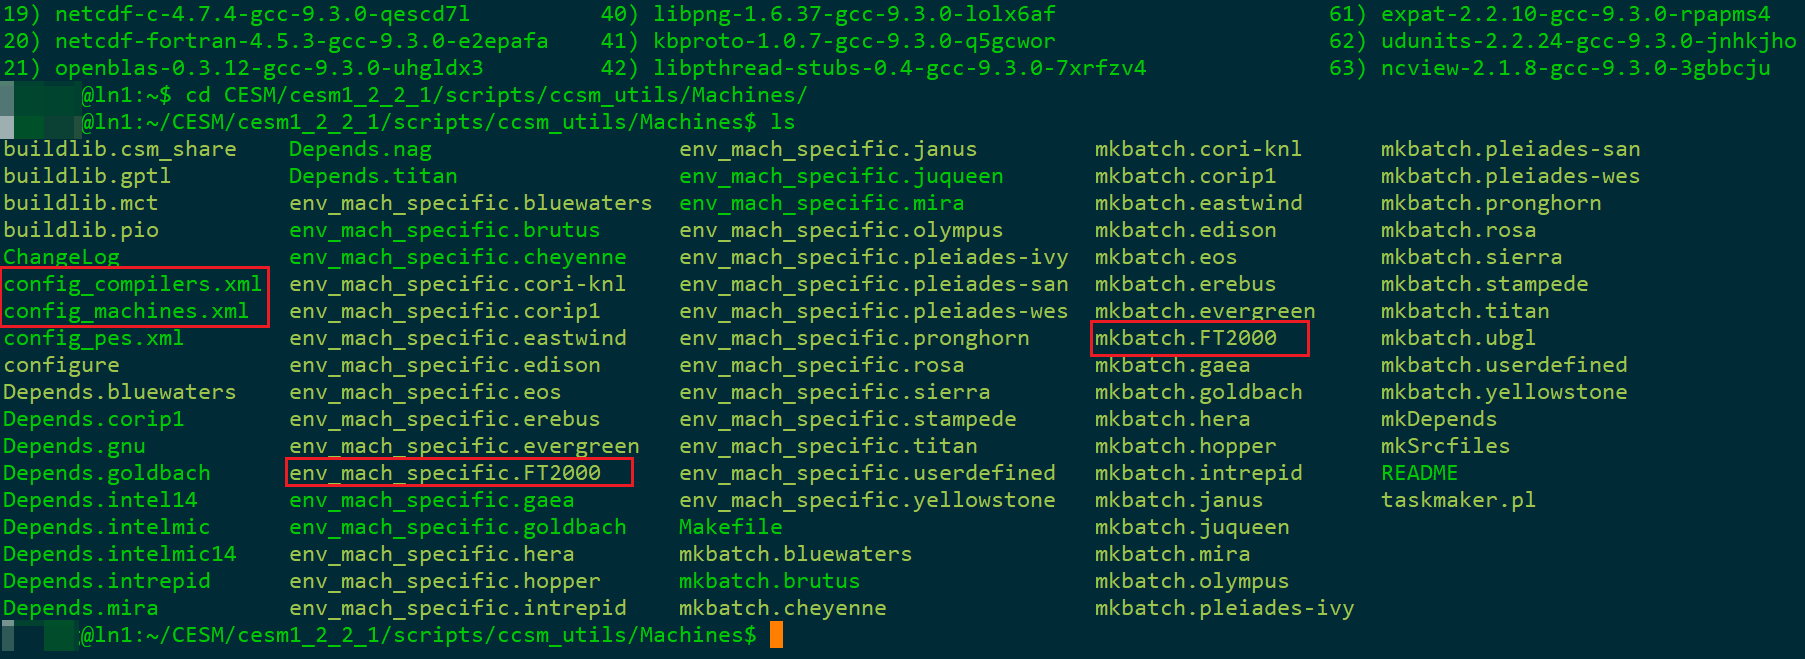 19) netcdf-c-4.7.4-gcc-9.3.0-qescd7l 40) libpng-1.6.37-gcc-9.3.0-lolx6af 61) expat-2.2.10-gcc-9.3.0-rpapms4
20) netcdf-fortran-4.5.3-gcc-9.3.0-e2epafa 41) kbproto-1.0.7-gcc-9.3.0-q5gcwor 62) udunits-2.2.24-gcc-9.3.0-jnhkjho
21) openblas-0.3.12-gcc-9.3.0-uhgldx3 42) libpthread-stubs-0.4-gcc-9.3.0-7xrfzv4 63) ncview-2.1.8-gcc-9.3.0-3gbbcju
@ln1:~$ cd CESM/cesm1_2_2_1/scripts/ccsm_utils/Machines/
@ln1:~/CESM/cesm1_2_2_1/scripts/ccsm_utils/Machines$ ls
buildlib.csm_share Depends.nag env_mach_specific.janus mkbatch.cori-knl mkbatch.pleiades-san
buildlib.gptl Depends.titan env_mach_specific.juqueen mkbatch.corip1 mkbatch.pleiades-wes
buildlib.mct env_mach_specific.bluewaters env_mach_specific.mira mkbatch.eastwind mkbatch.pronghorn
buildlib.pio env_mach_specific.brutus env_mach_specific.olympus mkbatch.edison mkbatch.rosa
ChangeLog env_mach_specific.cheyenne env_mach_specific.pleiades-ivy mkbatch.eos mkbatch.sierra
config_compilers.xml env_mach_specific.cori-knl env_mach_specific.pleiades-san mkbatch.erebus mkbatch.stampede
config_machines.xml env_mach_specific.corip1 env_mach_specific.pleiades-wes mkbatch.evergreen mkbatch.titan
config_pes.xml env_mach_specific.eastwind env_mach_specific.pronghorn mkbatch.FT2000 mkbatch.ubgl
configure env_mach_specific.edison env_mach_specific.rosa mkbatch.gaea mkbatch.userdefined
Depends.bluewaters env_mach_specific.eos env_mach_specific.sierra mkbatch.goldbach mkbatch.yellowstone
Depends.corip1 env_mach_specific.erebus env_mach_specific.stampede mkbatch.hera mkDepends
Depends.gnu env_mach_specific.evergreen env_mach_specific.titan mkbatch.hopper mkSrcfiles
Depends.goldbach env_mach_specific.FT2000 env_mach_specific.userdefined mkbatch.intrepid README
Depends.intel14 env_mach_specific.gaea env_mach_specific.yellowstone mkbatch.janus taskmaker.pl
Depends.intelmic env_mach_specific.goldbach Makefile mkbatch.juqueen
Depends.intelmic14 env_mach_specific.hera mkbatch.bluewaters mkbatch.mira
Depends.intrepid env_mach_specific.hopper mkbatch.brutus mkbatch.olympus
Depends.mira env_mach_specific.intrepid mkbatch.cheyenne mkbatch.pleiades-ivy
@ln1:~/CESM/cesm1_2_2_1/scripts/ccsm_utils/Machines$